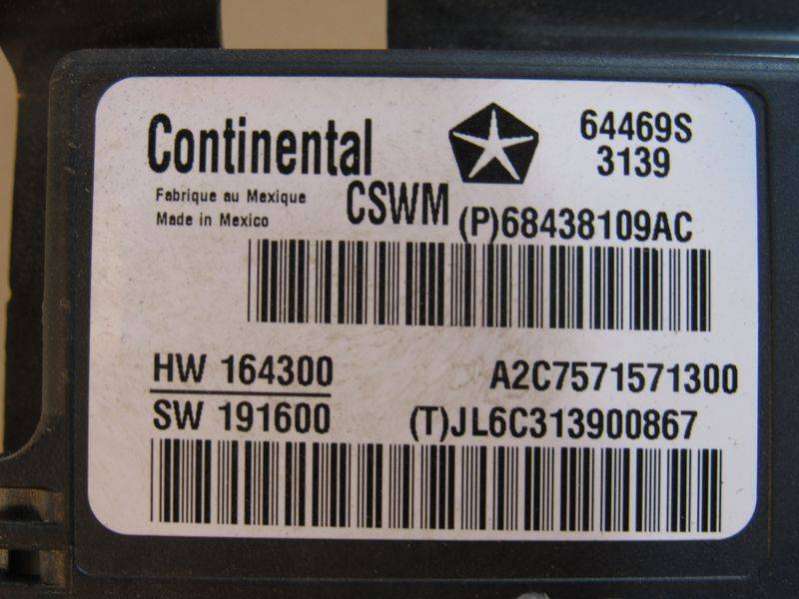 Continental
64469S
3139
Fabrique au Mexique
Made in Mexico
CSWM
(P)68438109AC
HW 164300
A2C7571571300
SW 191600
(T)JL6C313900867